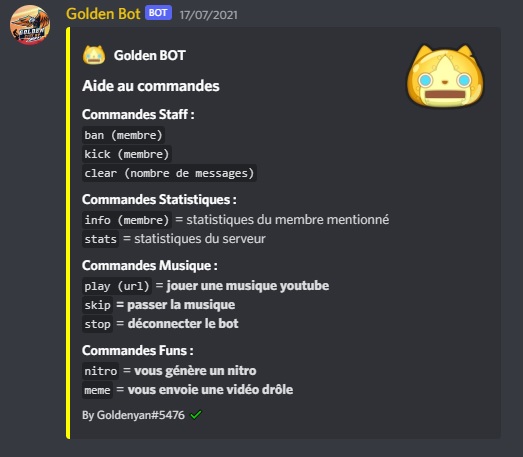 Golden Bot BOT 17/07/2021
Golden BOT
Aide au commandes
Commandes Staff :
ban (membre)
kick (membre)
clear (nombre de messages)
Commandes Statistiques :
info (membre) = statistiques du membre mentionné
stats = statistiques du serveur
Commandes Musique :
play (url) = jouer une musique youtube
skip = passer la musique
stop = déconnecter le bot
Commandes Funs :
nitro = vous génère un nitro
meme = vous envoie une vidéo drôle
By Goldenyan#5476